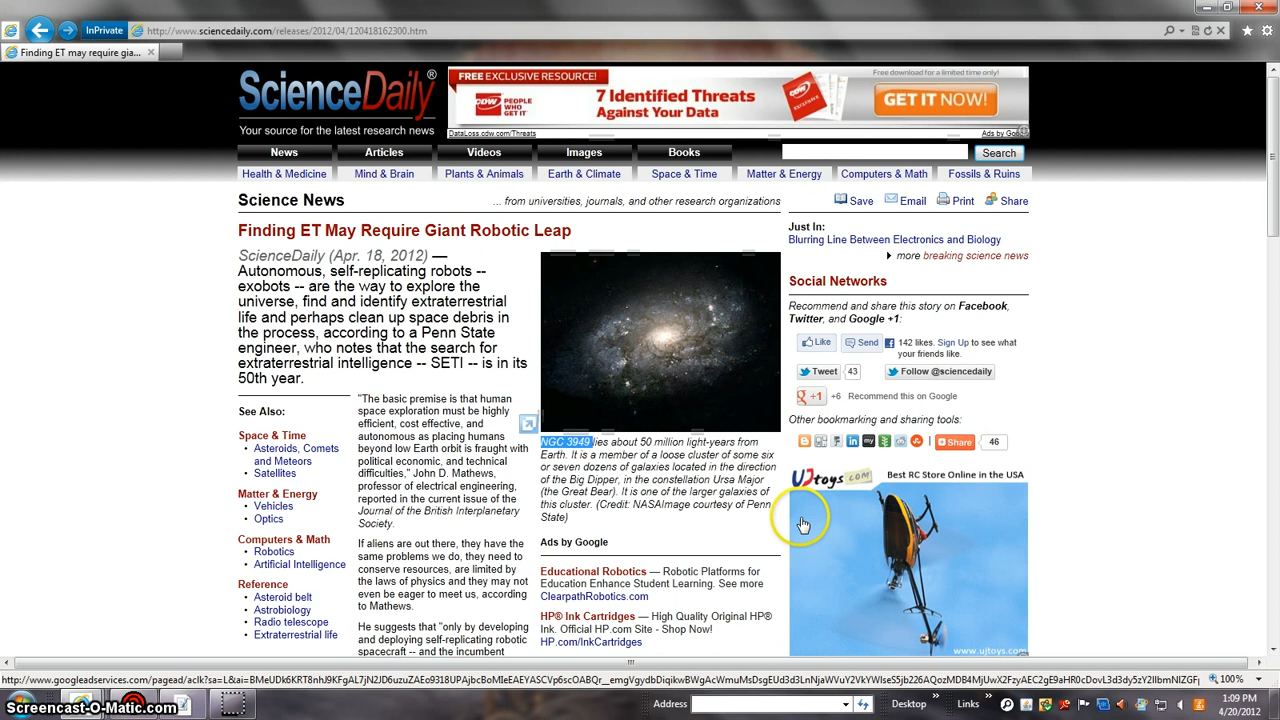 InPrivate
http://www.sciencedaily.com/releases/2012/04/120418162300.htm
Finding ET may require gia...
ScienceDaily®
Your source for the latest research news
FREE EXCLUSIVE RESOURCE!
Free download for a limited time only!
CDW PEOPLE WHO GET IT
7 Identified Threats
Against Your Data
GET IT NOW!
DataLoss.cdw.com/Threats
Ads by Goo
News Articles Videos Images Books
Search
Health & Medicine Mind & Brain Plants & Animals Earth & Climate Space & Time Matter & Energy Computers & Math Fossils & Ruins
Science News
... from universities, journals, and other research organizations
Save Email Print Share
Finding ET May Require Giant Robotic Leap
ScienceDaily (Apr. 18, 2012) —
Autonomous, self-replicating robots --
exobots -- are the way to explore the
universe, find and identify extraterrestrial
life and perhaps clean up space debris in
the process, according to a Penn State
engineer, who notes that the search for
extraterrestrial intelligence -- SETI -- is in its
50th year.
See Also:
Space & Time
Asteroids, Comets
and Meteors
Satellites
Matter & Energy
Vehicles
Optics
Computers & Math
Robotics
Artificial Intelligence
Reference
Asteroid belt
Astrobiology
Radio telescope
Extraterrestrial life
"The basic premise is that human
space exploration must be highly
efficient, cost effective, and
autonomous as placing humans
beyond low Earth orbit is fraught with
political economic, and technical
difficulties," John D. Mathews,
professor of electrical engineering,
reported in the current issue of the
Journal of the British Interplanetary
Society.
If aliens are out there, they have the
same problems we do, they need to
conserve resources, are limited by
the laws of physics and they may not
even be eager to meet us, according
to Mathews.
He suggests that "only by developing
and deploying self-replicating robotic
spacecraft -- and the incumbent
NGC 3949 lies about 50 million light-years from
Earth. It is a member of a loose cluster of some six
or seven dozens of galaxies located in the direction
of the Big Dipper, in the constellation Ursa Major
(the Great Bear). It is one of the larger galaxies of
this cluster. (Credit: NASAImage courtesy of Penn
State)
Ads by Google
Educational Robotics — Robotic Platforms for
Education Enhance Student Learning. See more
ClearpathRobotics.com
HP® Ink Cartridges — High Quality Original HP®
Ink. Official HP.com Site - Shop Now!
HP.com/InkCartridges
Just In:
Blurring Line Between Electronics and Biology
more breaking science news
Social Networks
Recommend and share this story on Facebook,
Twitter, and Google +1:
Like Send 142 likes. Sign Up to see what
your friends like.
Tweet 43 Follow @sciencedaily
+1 +6 Recommend this on Google
Other bookmarking and sharing tools:
Share 46
UJtoys.com
Best RC Store Online in the USA
www.ujtoys.com
100%
Screencast-O-Matic.com
Address
Desktop
Links
1:09 PM
4/20/2012